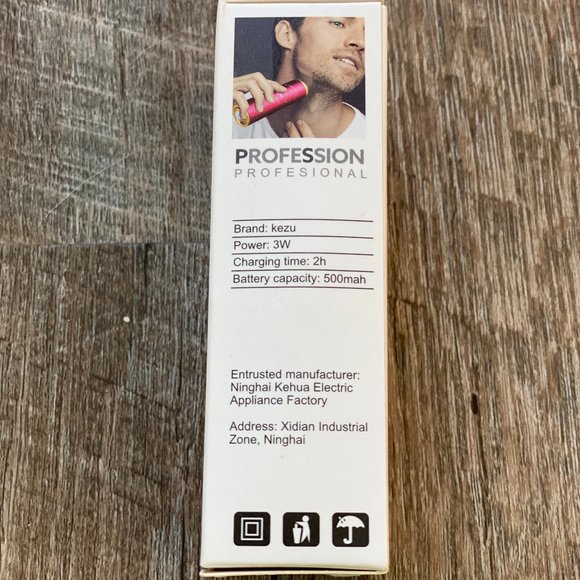 PROFESSION
PROFESIONAL
Brand: kezu
Power: 3W
Charging time: 2h
Battery capacity: 500mah
Entrusted manufacturer:
Ninghai Kehua Electric
Appliance Factory
Address: Xidian Industrial
Zone, Ninghai